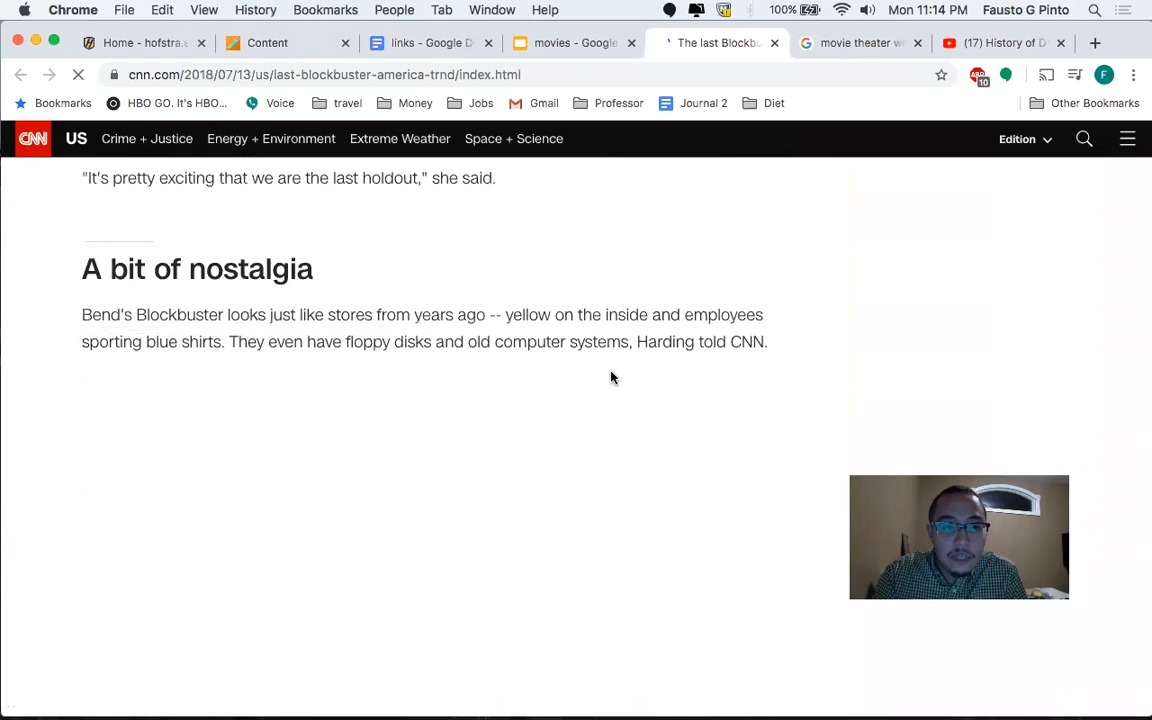 Chrome File Edit View History Bookmarks People Tab Window Help 100% Mon 11:14 PM Fausto G Pinto
Home - hofstra.e Content links - Google D movies - Google The last Blockbu movie theater w (17) History of D
cnn.com/2018/07/13/us/last-blockbuster-america-trnd/index.html ABP 10 F
Bookmarks HBO GO. It's HBO... Voice travel Money Jobs Gmail Professor Journal 2 Diet Other Bookmarks
CNN US Crime + Justice Energy + Environment Extreme Weather Space + Science Edition
"It's pretty exciting that we are the last holdout," she said.
A bit of nostalgia
Bend's Blockbuster looks just like stores from years ago -- yellow on the inside and employees
sporting blue shirts. They even have floppy disks and old computer systems, Harding told CNN.